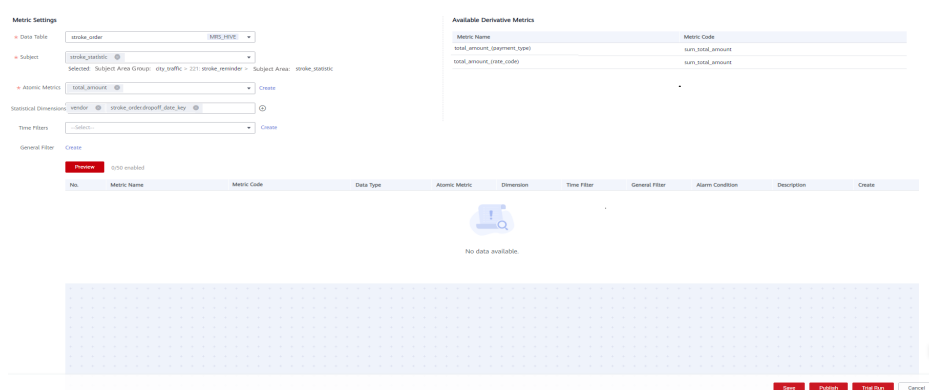 Metric Settings
* Data Table stroke_order MRS_HIVE
* Subject stroke_statistic
Selected: Subject Area Group: city_traffic > 221: stroke_reminder > Subject Area: stroke_statistic
* Atomic Metrics total_amount Create
Statistical Dimensions vendor stroke_order.dropoff_date_key
Time Filters --Select-- Create
General Filter Create
Preview 0/50 enabled
Available Derivative Metrics
Metric Name Metric Code
total_amount_(payment_type) sum_total_amount
total_amount_(rate_code) sum_total_amount
No. Metric Name Metric Code Data Type Atomic Metric Dimension Time Filter General Filter Alarm Condition Description Create
No data available.
Save Publish Trial Run Cancel